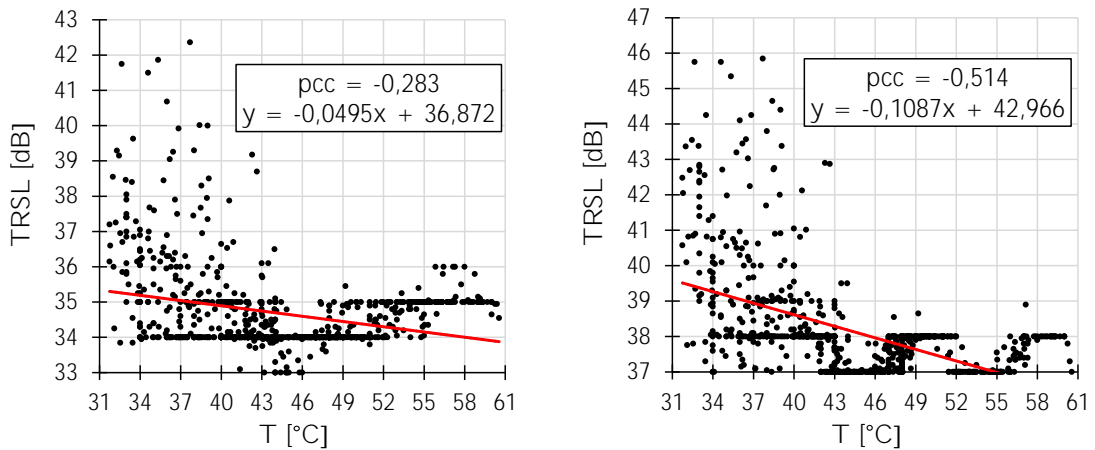 43
42
41
40
39
38
37
36
35
34
33
TRSL [dB]
pcc = -0,283
y = -0,0495x + 36,872
31 34 37 40 43 46 49 52 55 58 61
T [°C]
47
46
45
44
43
42
41
40
39
38
37
TRSL [dB]
pcc = -0,514
y = -0,1087x + 42,966
31 34 37 40 43 46 49 52 55 58 61
T [°C]